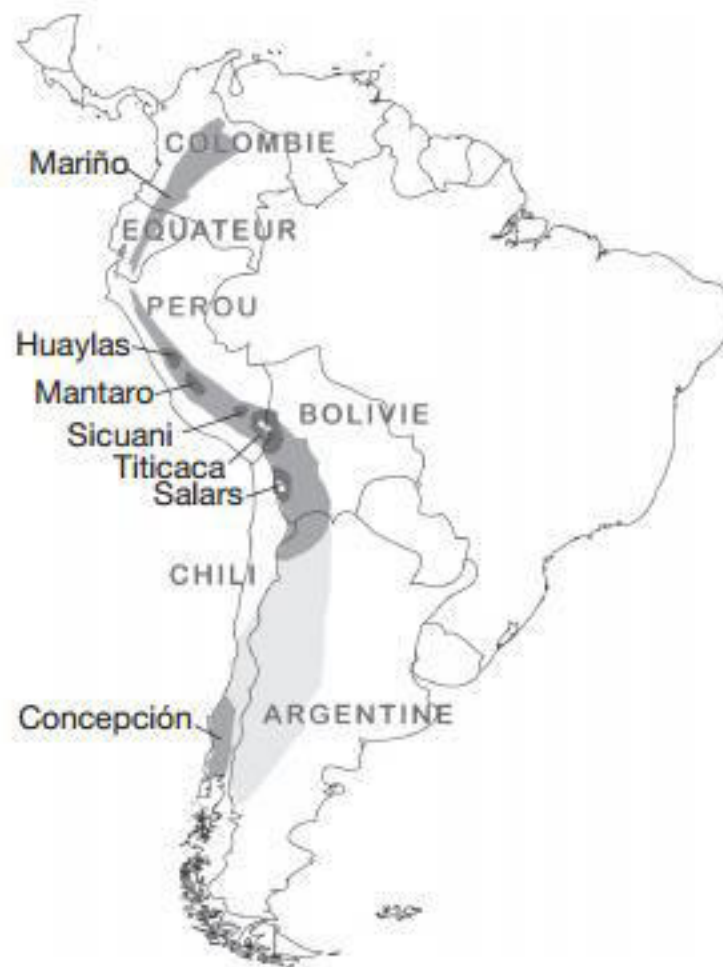 COLOMBIE
Mariño
EQUATEUR
PEROU
Huaylas
Mantaro
BOLIVIE
Sicuani
Titicaca
Salars
CHILI
Concepción
ARGENTINE